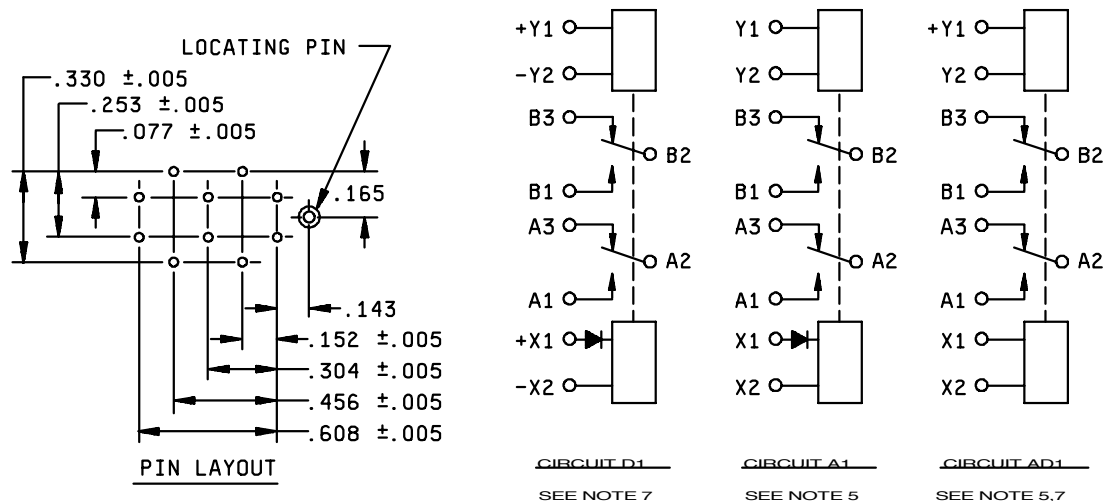 LOCATING PIN
.330 ±.005
.253 ±.005
.077 ±.005
.165
.143
.152 ±.005
.304 ±.005
.456 ±.005
.608 ±.005
PIN LAYOUT
+Y1
-Y2
B3
B2
B1
A3
A2
A1
+X1
-X2
CIRCUIT D1
SEE NOTE 7
Y1
Y2
B3
B2
B1
A3
A2
A1
X1
X2
CIRCUIT A1
SEE NOTE 5
+Y1
Y2
B3
B2
B1
A3
A2
A1
X1
X2
CIRCUIT AD1
SEE NOTE 5,7